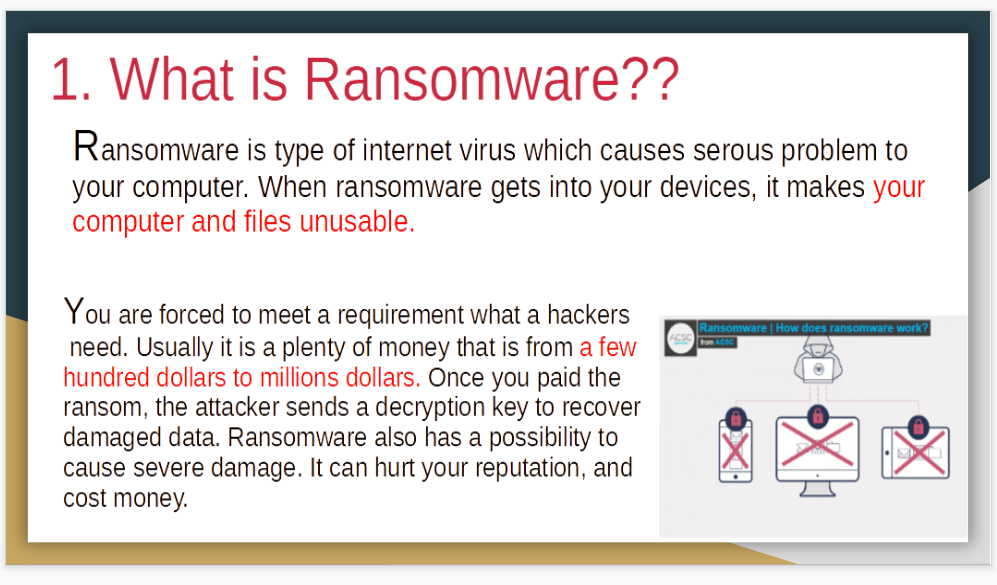 1. What is Ransomware??
Ransomware is type of internet virus which causes serous problem to
your computer. When ransomware gets into your devices, it makes your
computer and files unusable.
You are forced to meet a requirement what a hackers
need. Usually it is a plenty of money that is from a few
hundred dollars to millions dollars. Once you paid the
ransom, the attacker sends a decryption key to recover
damaged data. Ransomware also has a possibility to
cause severe damage. It can hurt your reputation, and
cost money.
ACSC
Ransomware | How does ransomware work?
from ACSC